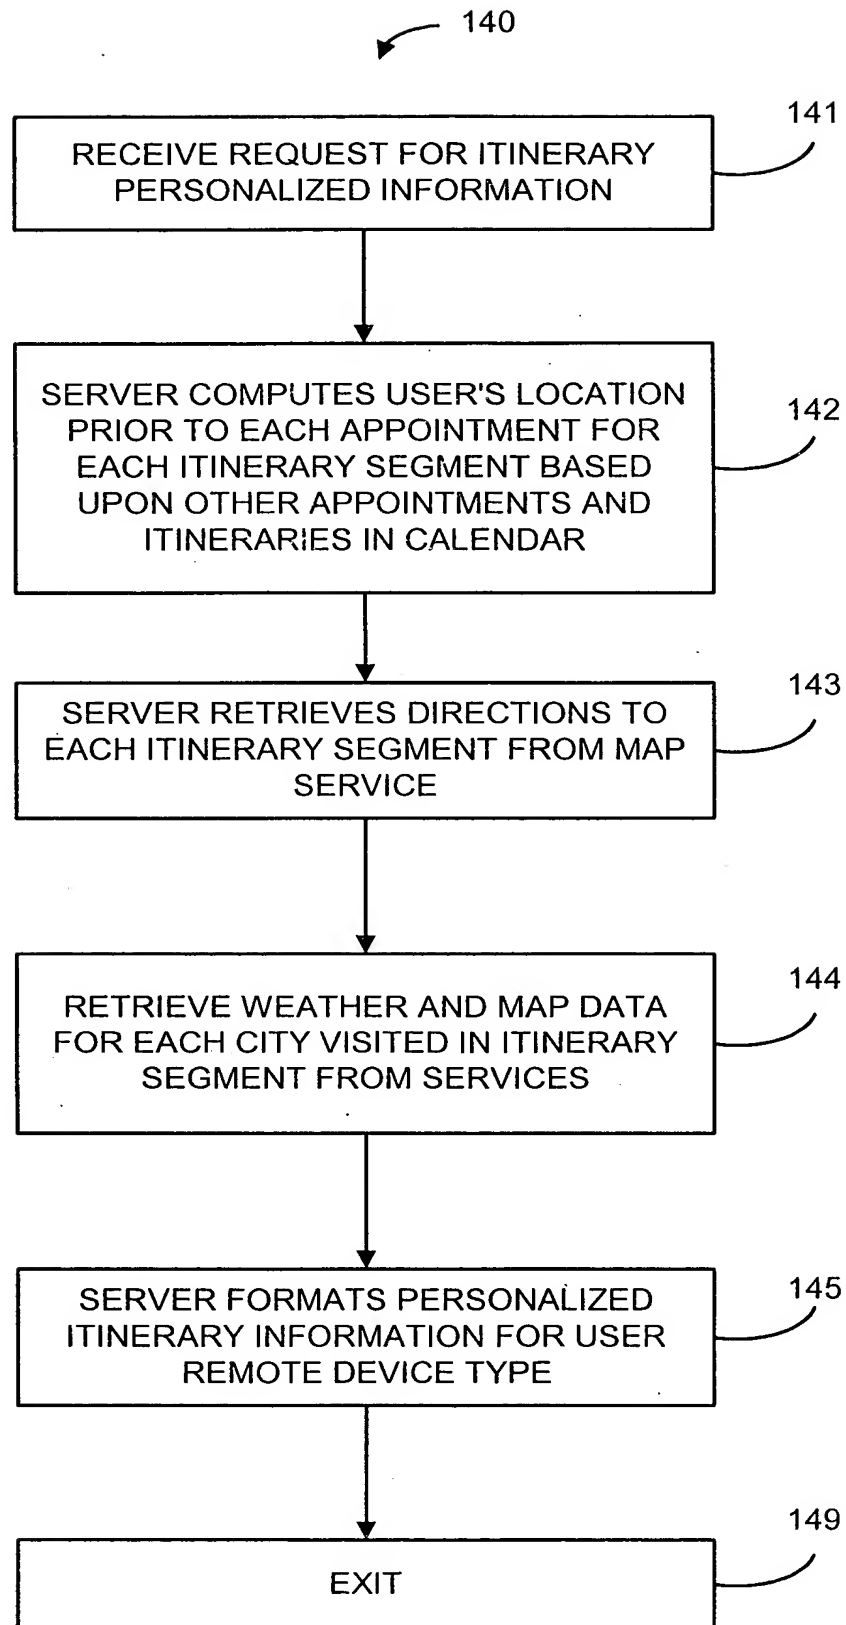 140
141
RECEIVE REQUEST FOR ITINERARY
PERSONALIZED INFORMATION
142
SERVER COMPUTES USER'S LOCATION
PRIOR TO EACH APPOINTMENT FOR
EACH ITINERARY SEGMENT BASED
UPON OTHER APPOINTMENTS AND
ITINERARIES IN CALENDAR
143
SERVER RETRIEVES DIRECTIONS TO
EACH ITINERARY SEGMENT FROM MAP
SERVICE
144
RETRIEVE WEATHER AND MAP DATA
FOR EACH CITY VISITED IN ITINERARY
SEGMENT FROM SERVICES
145
SERVER FORMATS PERSONALIZED
ITINERARY INFORMATION FOR USER
REMOTE DEVICE TYPE
149
EXIT